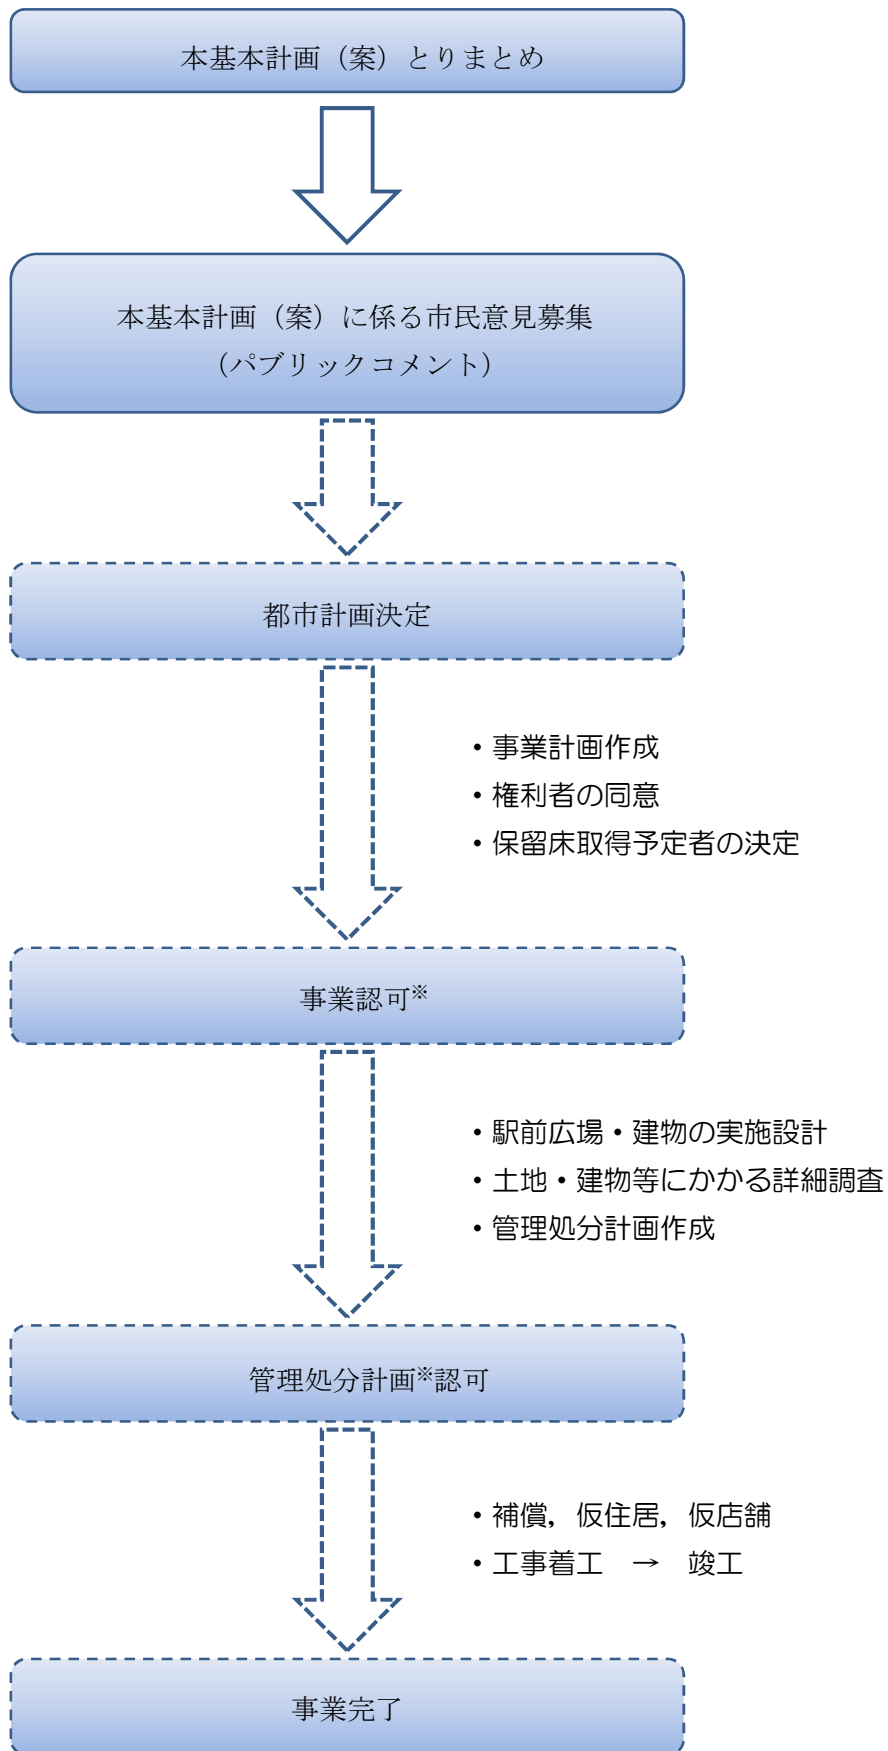 本基本計画（案）とりまとめ
本基本計画（案）に係る市民意見募集
（パブリックコメント）
都市計画決定
・事業計画作成
・権利者の同意
・保留床取得予定者の決定
事業認可※
・駅前広場・建物の実施設計
・土地・建物等にかかる詳細調査
・管理処分計画作成
管理処分計画※認可
・補償，仮住居，仮店舗
・工事着工　→　竣工
事業完了